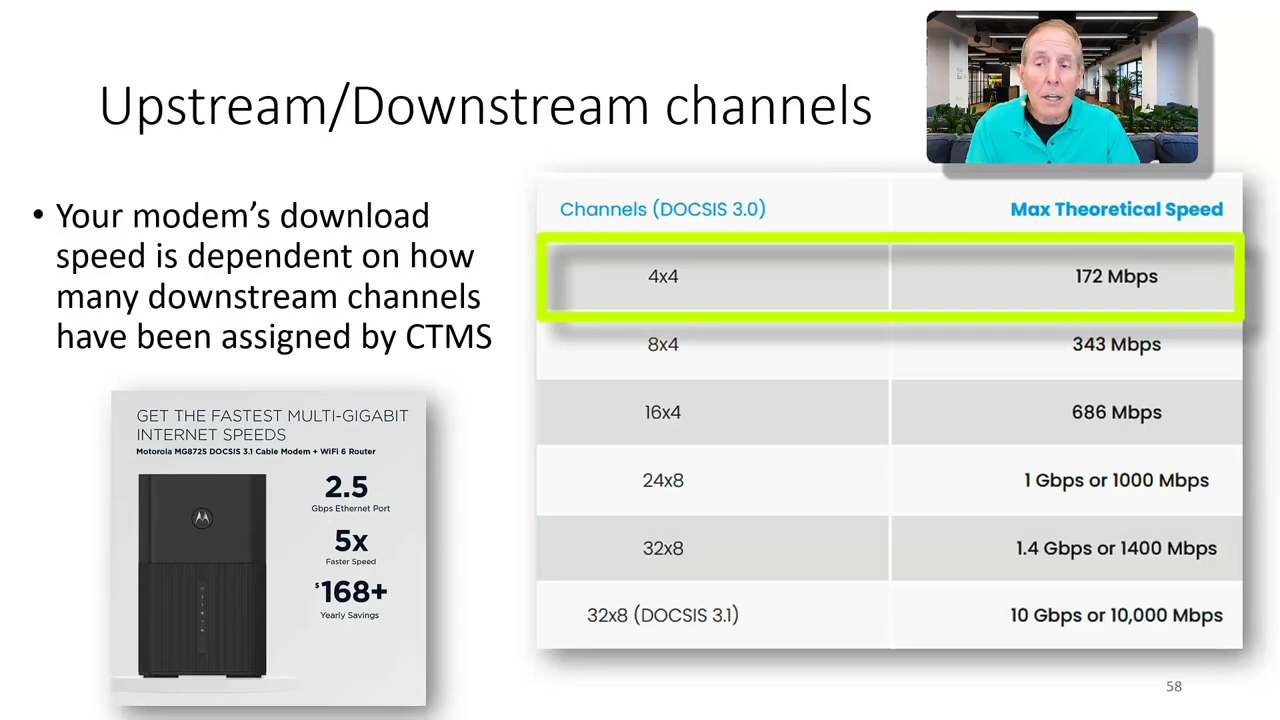 Upstream/Downstream channels
• Your modem’s download
speed is dependent on how
many downstream channels
have been assigned by CTMS
GET THE FASTEST MULTI-GIGABIT
INTERNET SPEEDS
Motorola MG8725 DOCSIS 3.1 Cable Modem + WiFi 6 Router
2.5
Gbps Ethernet Port
5x
Faster Speed
$168+
Yearly Savings
Channels (DOCSIS 3.0) Max Theoretical Speed
4x4 172 Mbps
8x4 343 Mbps
16x4 686 Mbps
24x8 1 Gbps or 1000 Mbps
32x8 1.4 Gbps or 1400 Mbps
32x8 (DOCSIS 3.1) 10 Gbps or 10,000 Mbps
58